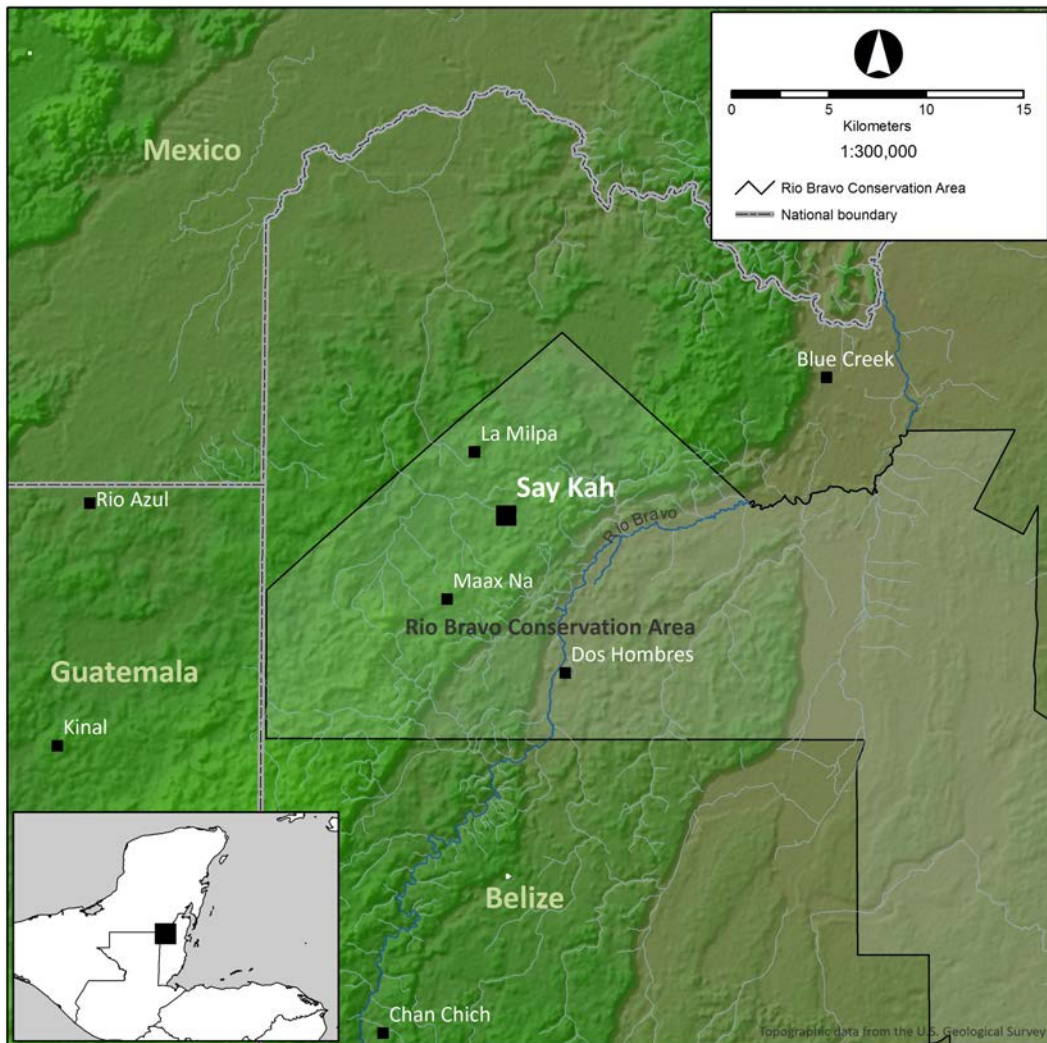 0 5 10 15
Kilometers
1:300,000
Rio Bravo Conservation Area
National boundary
Mexico
Blue Creek
La Milpa
Say Kah
Rio Azul
Rio Bravo
Maax Na
Rio Bravo Conservation Area
Dos Hombres
Guatemala
Kinal
Belize
Chan Chich
Topographic data from the U.S. Geological Survey